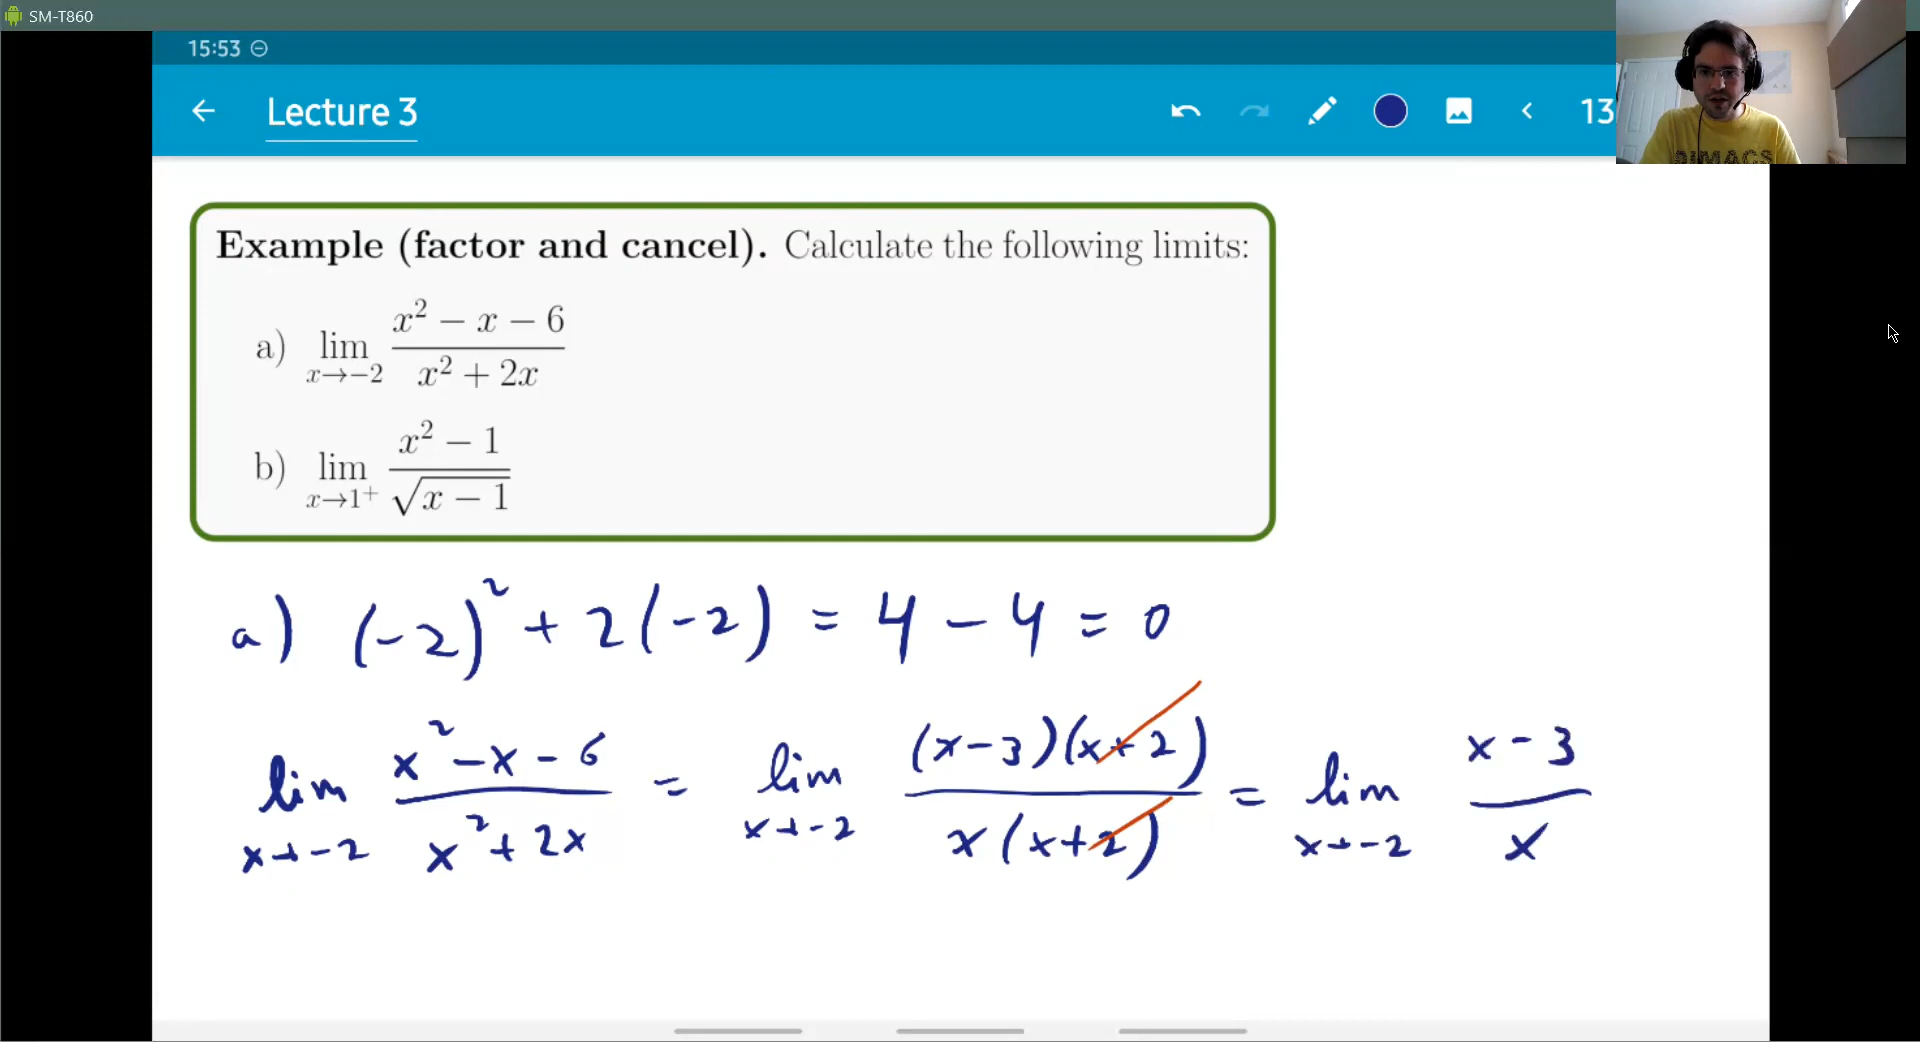 SM-T860
15:53
Lecture 3
13
Example (factor and cancel). Calculate the following limits:
a) lim x→−2 (x² − x − 6)/(x² + 2x)
b) lim x→1⁺ (x² − 1)/√(x − 1)
a) (-2)² + 2(-2) = 4 - 4 = 0
lim x→-2 (x² - x - 6)/(x² + 2x) = lim x→-2 ((x-3)(x+2))/(x(x+2)) = lim x→-2 (x-3)/x
DIMACS